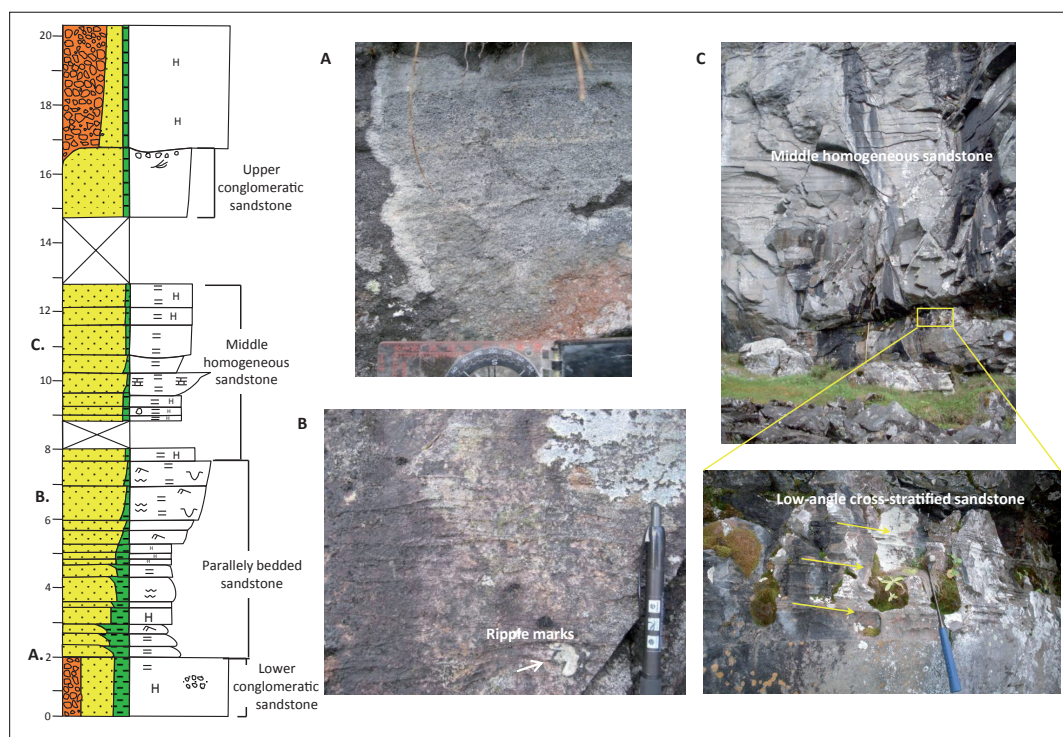 20
18
16
14
12
10
8
6
4
2
0
C.
B.
A.
H
H
Upper
conglomeratic
sandstone
H
H
Middle
homogeneous
sandstone
H
H
H
H
Parallely bedded
sandstone
H
H
H
H
Lower
conglomeratic
sandstone
H
A
B
Ripple marks
C
Middle homogeneous sandstone
Low-angle cross-stratified sandstone